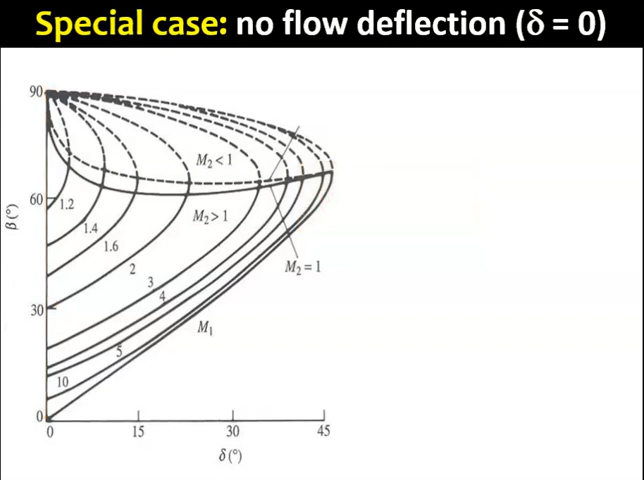 Special case: no flow deflection (δ = 0)
90
M₂ < 1
60
1.2
M₂ > 1
β (°)
1.4
1.6
M₂ = 1
2
3
4
30
M₁
5
10
0
0 15 30 45
δ (°)